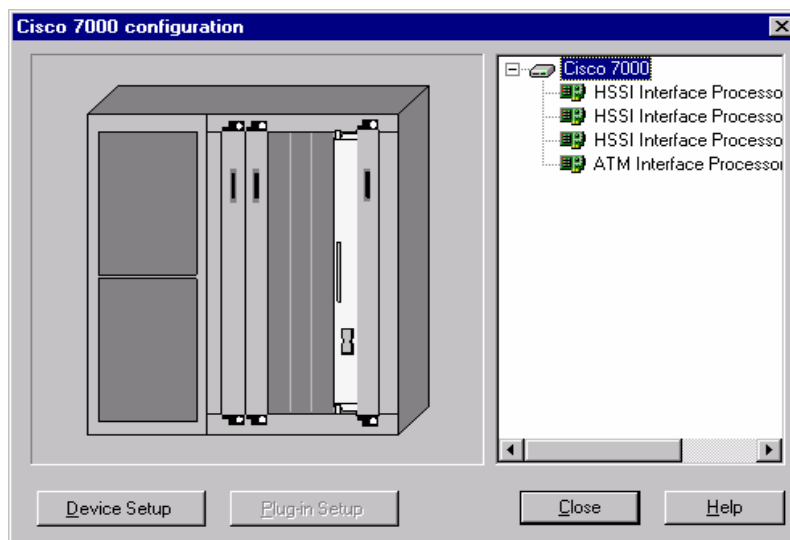 Cisco 7000 configuration
Cisco 7000
HSSI Interface Processo
HSSI Interface Processo
HSSI Interface Processo
ATM Interface Processor
Device Setup
Plug-in Setup
Close
Help